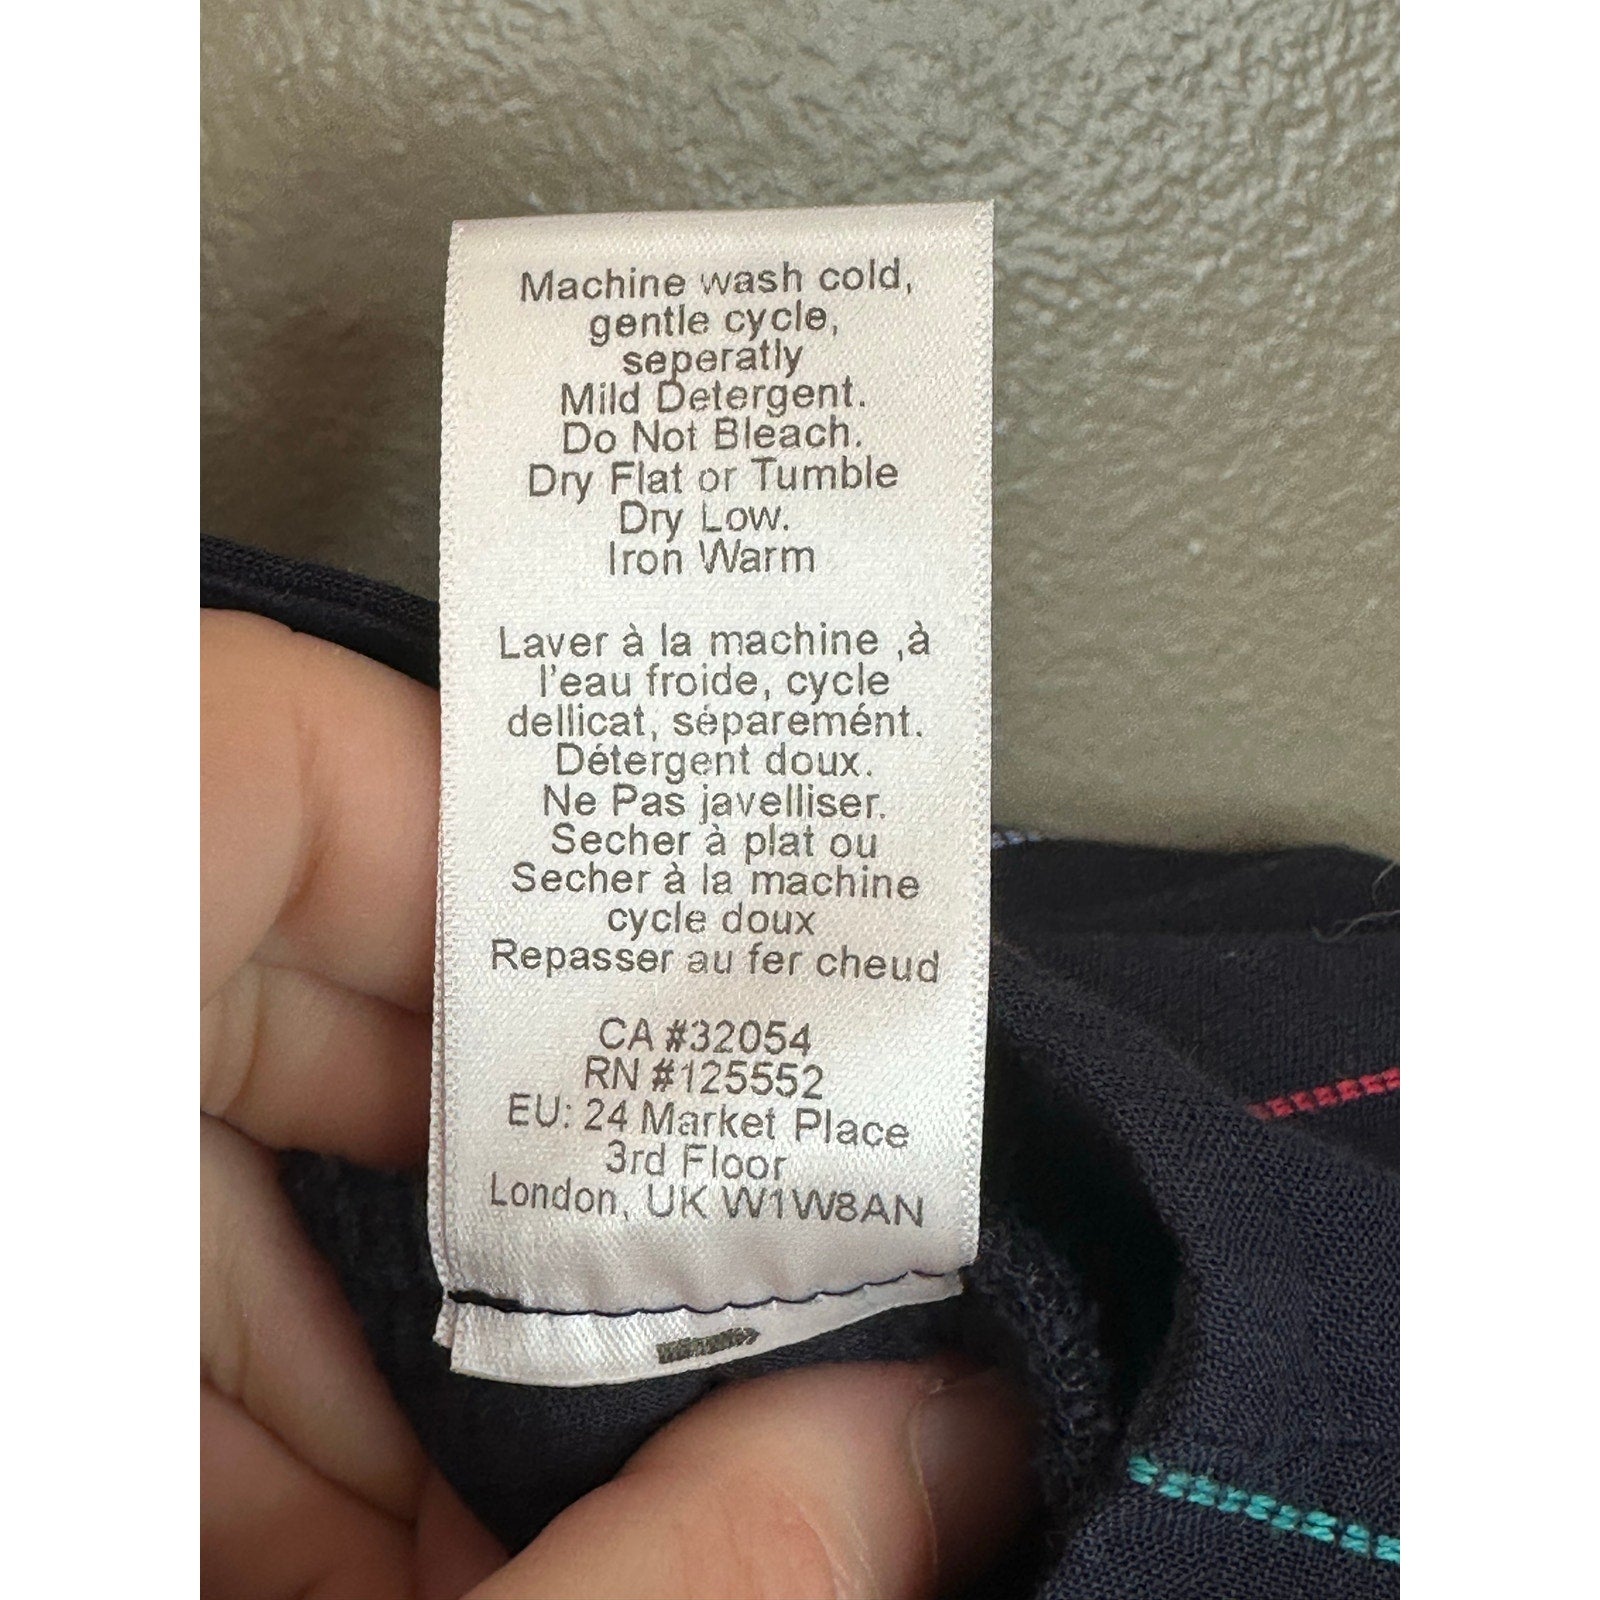 Machine wash cold,
gentle cycle,
seperatly
Mild Detergent.
Do Not Bleach.
Dry Flat or Tumble
Dry Low.
Iron Warm
Laver à la machine ,à
l'eau froide, cycle
dellicat, séparemént.
Détergent doux.
Ne Pas javelliser.
Secher à plat ou
Secher à la machine
cycle doux
Repasser au fer cheud
CA #32054
RN #125552
EU: 24 Market Place
3rd Floor
London, UK W1W8AN